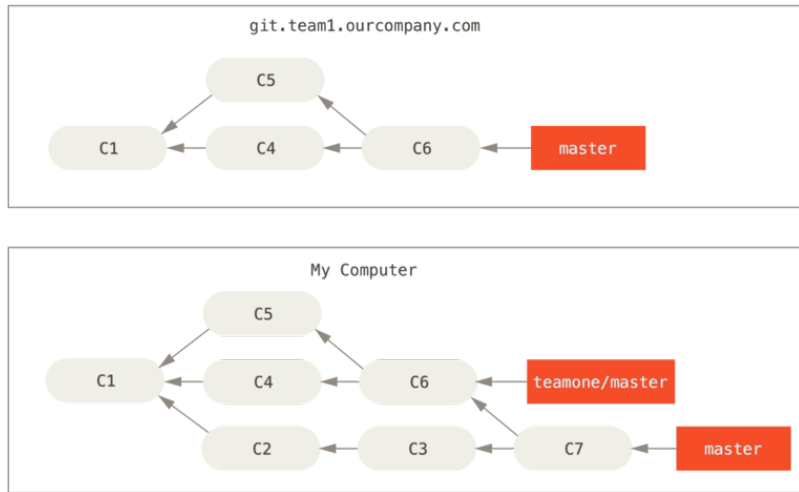 git.team1.ourcompany.com
C5
C1 C4 C6 master
My Computer
C5
C1 C4 C6 teamone/master
C2 C3 C7 master